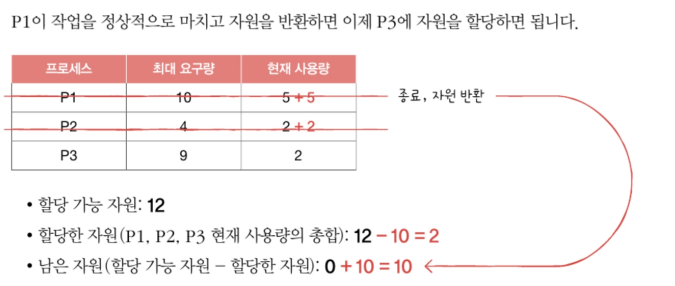 P1이 작업을 정상적으로 마치고 자원을 반환하면 이제 P3에 자원을 할당하면 됩니다.
프로세스 최대 요구량 현재 사용량
P1 10 5 + 5 종료, 자원 반환
P2 4 2 + 2
P3 9 2
• 할당 가능 자원: 12
• 할당한 자원(P1, P2, P3 현재 사용량의 총합): 12 − 10 = 2
• 남은 자원(할당 가능 자원 − 할당한 자원): 0 + 10 = 10